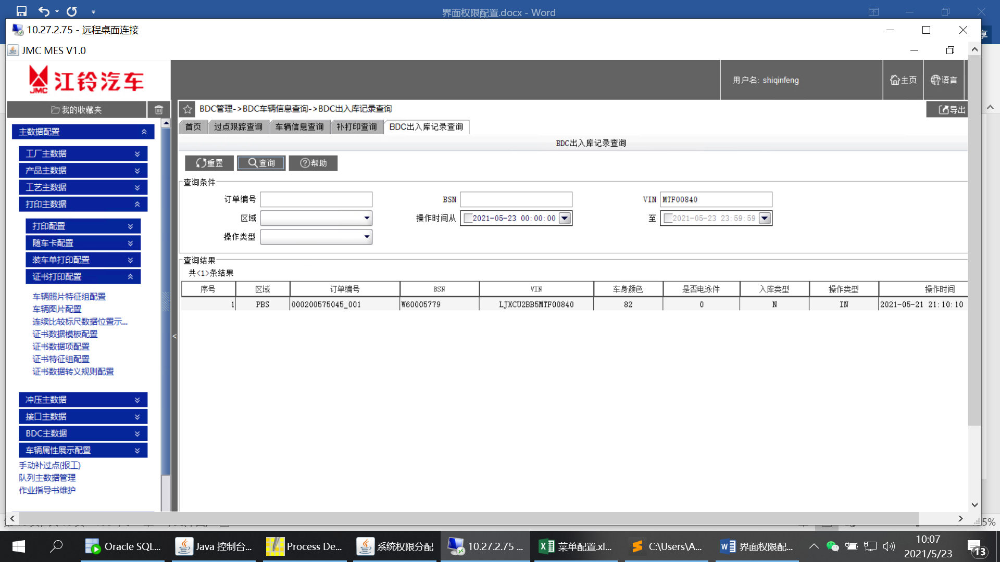 界面权限配置.docx - Word
10.27.2.75 - 远程桌面连接
享
JMC MES V1.0
JMC 江铃汽车
用户名: shiqinfeng
主页
语言
我的收藏夹
BDC管理->BDC车辆信息查询->BDC出入库记录查询
导出
首页 过点跟踪查询 车辆信息查询 补打印查询 BDC出入库记录查询
BDC出入库记录查询
重置 查询 帮助
查询条件
订单编号 BSN VIN MTF00840
区域 操作时间从 2021-05-23 00:00:00 至 2021-05-23 23:59:59
操作类型
查询结果
共<1>条结果
序号 区域 订单编号 BSN VIN 车身颜色 是否电泳件 入库类型 操作类型 操作时间
1 PBS 000200575045_001 W60005779 LJXCU2BB5MTF00840 82 0 N IN 2021-05-21 21:10:10
主数据配置
工厂主数据
产品主数据
工艺主数据
打印主数据
打印配置
随车卡配置
装车单打印配置
证书打印配置
车辆照片特征组配置
车辆图片配置
连续比较标尺数据位置示...
证书数据模板配置
证书数据项配置
证书特征组配置
证书数据转义规则配置
冲压主数据
接口主数据
BDC主数据
车辆属性展示配置
手动补过点(报工)
队列主数据管理
作业指导书维护
<
5%
Oracle SQL...
Java 控制台...
Process De...
系统权限分配
10.27.2.75 ...
菜单配置.xl...
C:\Users\A...
界面权限配...
10:07
2021/5/23
13